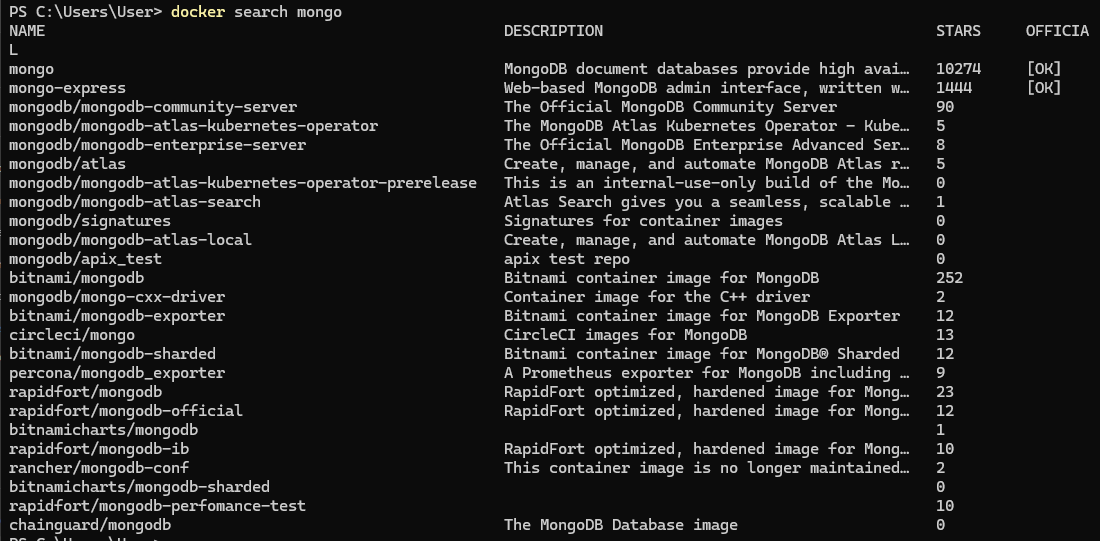 PS C:\Users\User> docker search mongo
NAME DESCRIPTION STARS OFFICIA
L
mongo MongoDB document databases provide high avai… 10274 [OK]
mongo-express Web-based MongoDB admin interface, written w… 1444 [OK]
mongodb/mongodb-community-server The Official MongoDB Community Server 90
mongodb/mongodb-atlas-kubernetes-operator The MongoDB Atlas Kubernetes Operator - Kube… 5
mongodb/mongodb-enterprise-server The Official MongoDB Enterprise Advanced Ser… 8
mongodb/atlas Create, manage, and automate MongoDB Atlas r… 5
mongodb/mongodb-atlas-kubernetes-operator-prerelease This is an internal-use-only build of the Mo… 0
mongodb/mongodb-atlas-search Atlas Search gives you a seamless, scalable … 1
mongodb/signatures Signatures for container images 0
mongodb/mongodb-atlas-local Create, manage, and automate MongoDB Atlas L… 0
mongodb/apix_test apix test repo 0
bitnami/mongodb Bitnami container image for MongoDB 252
mongodb/mongo-cxx-driver Container image for the C++ driver 2
bitnami/mongodb-exporter Bitnami container image for MongoDB Exporter 12
circleci/mongo CircleCI images for MongoDB 13
bitnami/mongodb-sharded Bitnami container image for MongoDB® Sharded 12
percona/mongodb_exporter A Prometheus exporter for MongoDB including … 9
rapidfort/mongodb RapidFort optimized, hardened image for Mong… 23
rapidfort/mongodb-official RapidFort optimized, hardened image for Mong… 12
bitnamicharts/mongodb 1
rapidfort/mongodb-ib RapidFort optimized, hardened image for Mong… 10
rancher/mongodb-conf This container image is no longer maintained… 2
bitnamicharts/mongodb-sharded 0
rapidfort/mongodb-perfomance-test 10
chainguard/mongodb The MongoDB Database image 0
PS C:\Users\User>